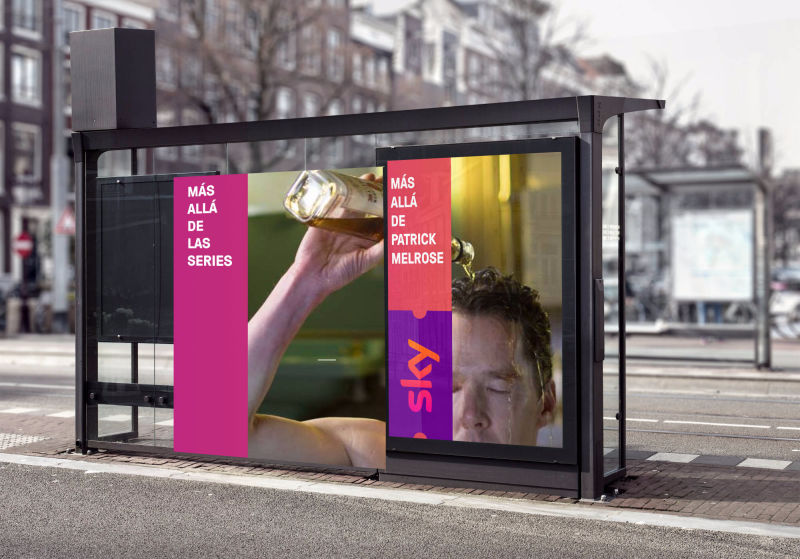 MÁS
ALLÁ
DE
LAS
SERIES
MÁS
ALLÁ
DE
PATRICK
MELROSE
sky